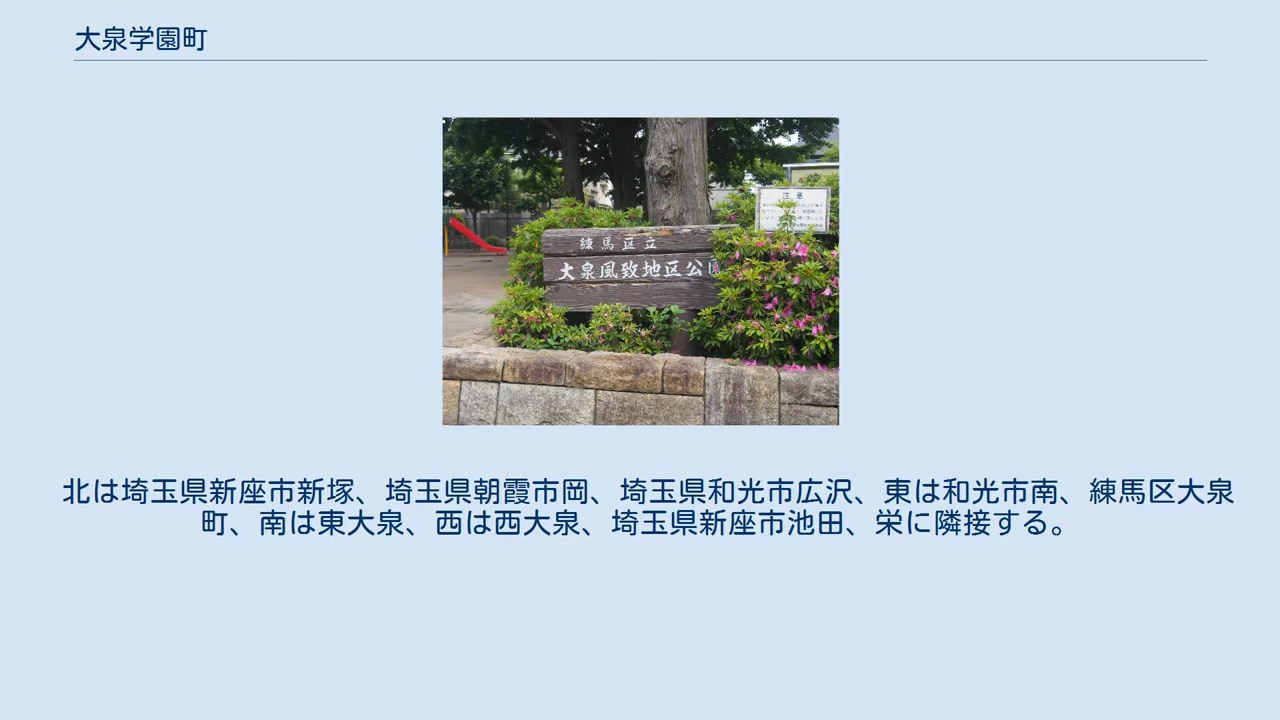 大泉学園町
練馬区立
大泉風致地区公園
注意
北は埼玉県新座市新塚、埼玉県朝霞市岡、埼玉県和光市広沢、東は和光市南、練馬区大泉
町、南は東大泉、西は西大泉、埼玉県新座市池田、栄に隣接する。